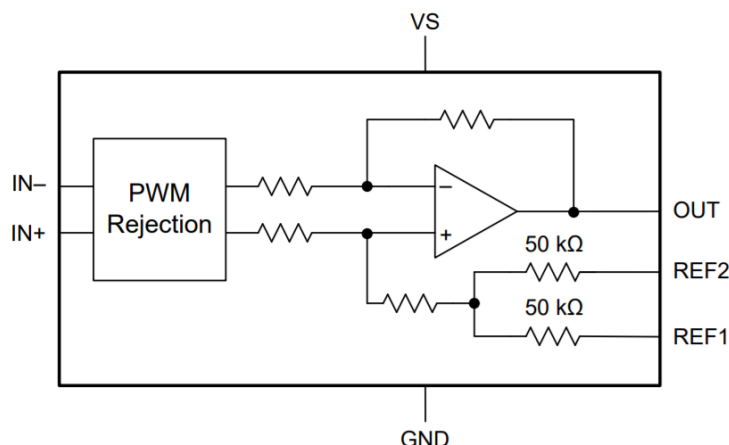 VS
IN–
IN+
PWM
Rejection
−
+
OUT
50 kΩ
REF2
50 kΩ
REF1
GND